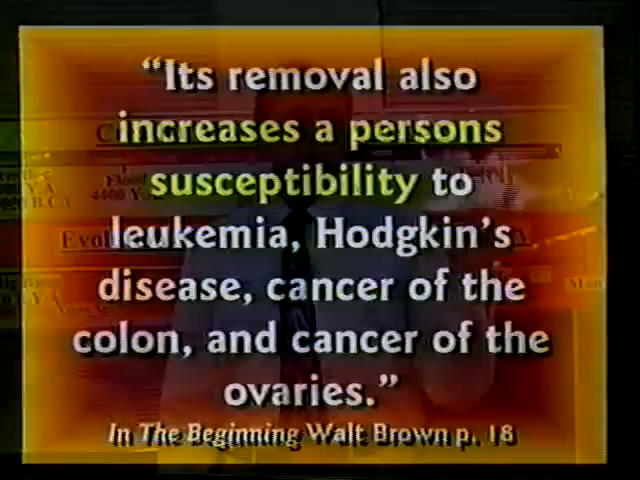 “Its removal also
increases a persons
susceptibility to
leukemia, Hodgkin's
disease, cancer of the
colon, and cancer of the
ovaries.”
In The Beginning Walt Brown p. 18